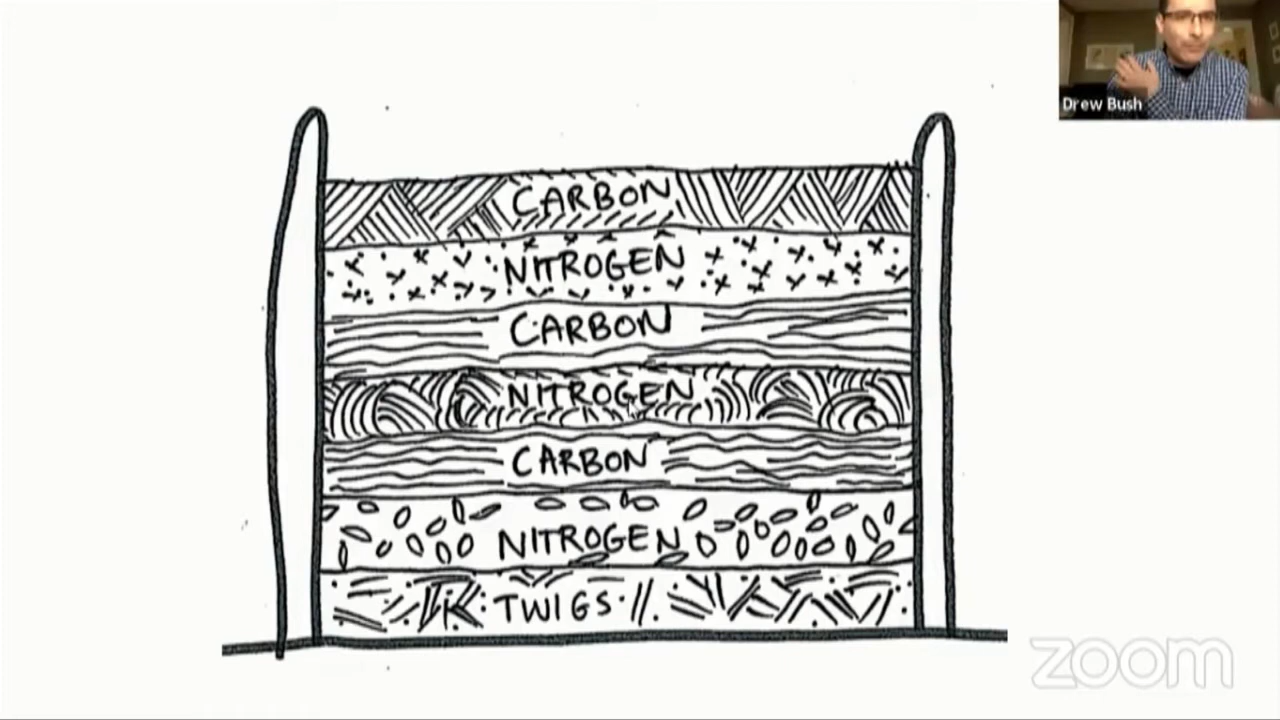 Drew Bush
CARBON
NITROGEN
CARBON
NITROGEN
CARBON
NITROGEN
TWIGS
zoom